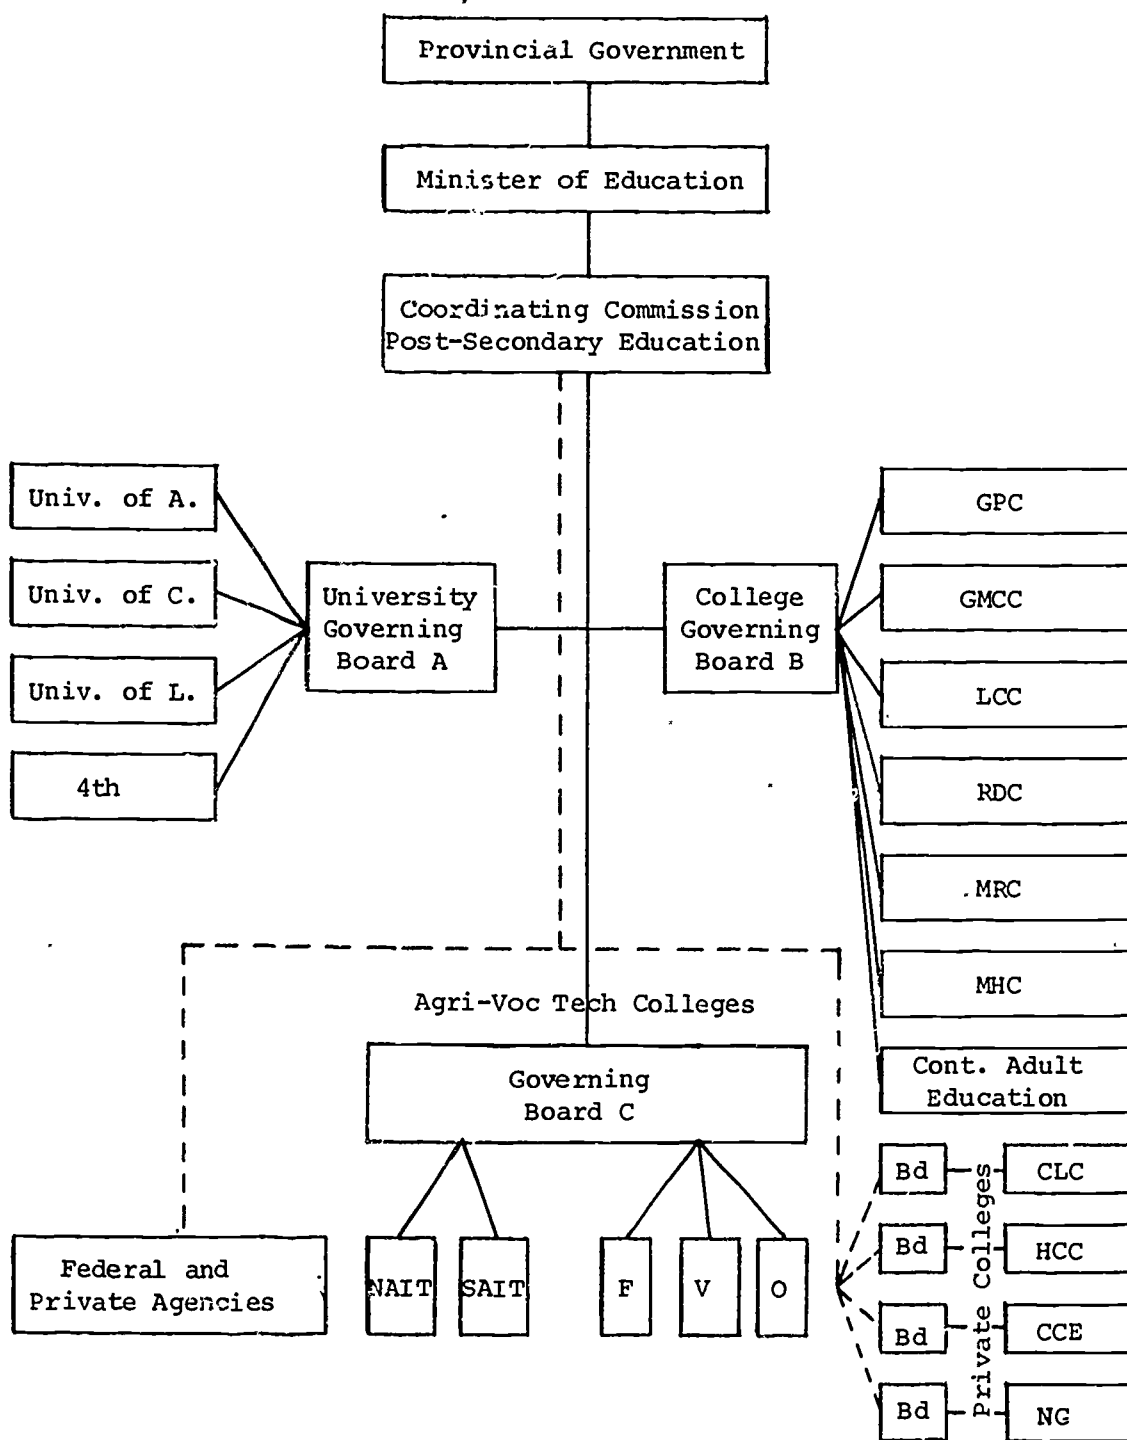 Provincial Government
Minister of Education
Coordinating Commission
Post-Secondary Education
Univ. of A.
Univ. of C.
Univ. of L.
4th
University
Governing
Board A
College
Governing
Board B
GPC
GMCC
LCC
RDC
MRC
MHC
Cont. Adult
Education
Agri-Voc Tech Colleges
Governing
Board C
Federal and
Private Agencies
NAIT
SAIT
F
V
O
Bd
Bd
Bd
Bd
Private Colleges
CLC
HCC
CCE
NG